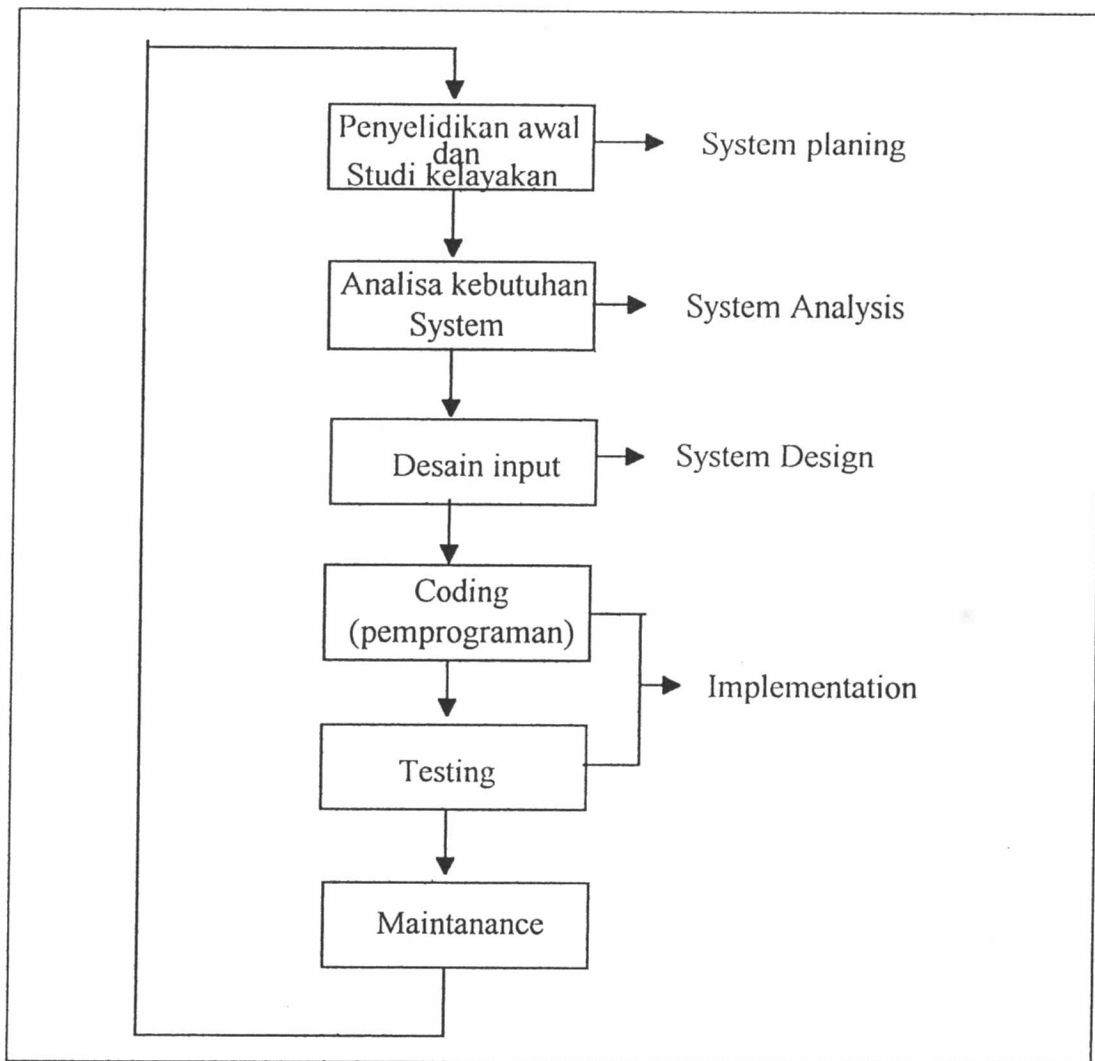 Penyelidikan awal
dan
Studi kelayakan
System planing
Analisa kebutuhan
System
System Analysis
Desain input
System Design
Coding
(pemprograman)
Implementation
Testing
Maintanance